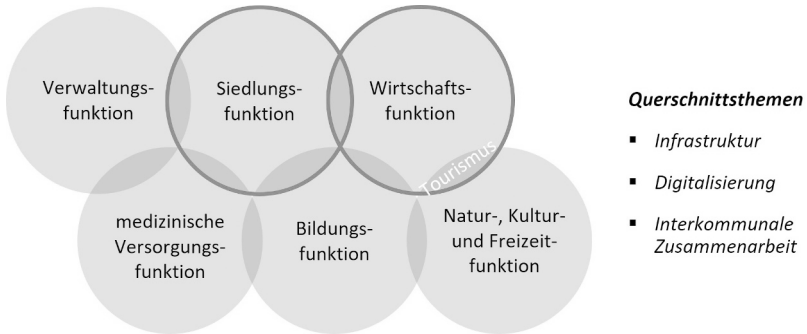 Verwaltungs-
funktion
Siedlungs-
funktion
Wirtschafts-
funktion
Tourismus
medizinische
Versorgungs-
funktion
Bildungs-
funktion
Natur-, Kultur-
und Freizeit-
funktion
Querschnittsthemen
▪ Infrastruktur
▪ Digitalisierung
▪ Interkommunale
Zusammenarbeit